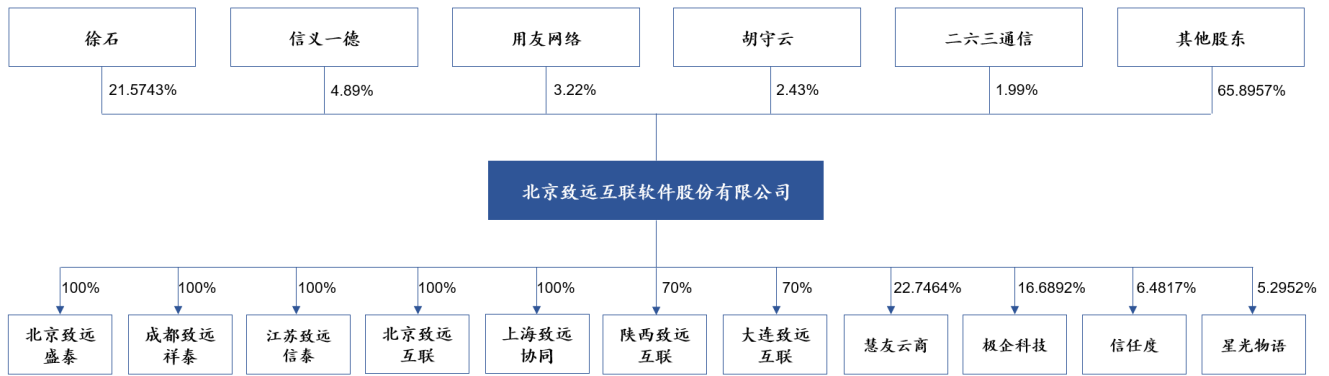 徐石
信义一德
用友网络
胡守云
二六三通信
其他股东
21.5743%
4.89%
3.22%
2.43%
1.99%
65.8957%
北京致远互联软件股份有限公司
100%
100%
100%
100%
100%
70%
70%
22.7464%
16.6892%
6.4817%
5.2952%
北京致远
盛泰
成都致远
祥泰
江苏致远
信泰
北京致远
互联
上海致远
协同
陕西致远
互联
大连致远
互联
慧友云商
极企科技
信任度
星光物语